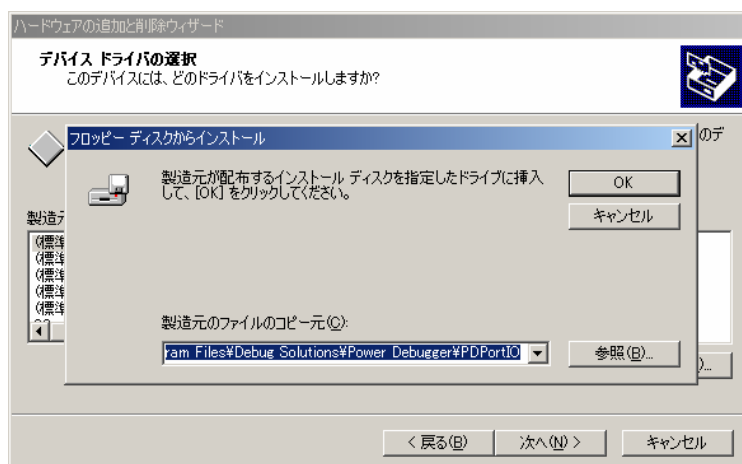 ハードウェアの追加と削除ウィザード
デバイス ドライバの選択
このデバイスには、どのドライバをインストールしますか?
のデ
フロッピー ディスクからインストール
製造元が配布するインストール ディスクを指定したドライブに挿入
して、[OK] をクリックしてください。
OK
キャンセル
製造
(標準
(標準
(標準
(標準
(標準
製造元のファイルのコピー元(C):
ram Files¥Debug Solutions¥Power Debugger¥PDPortIO
参照(B)...
)...
< 戻る(B)
次へ(N) >
キャンセル